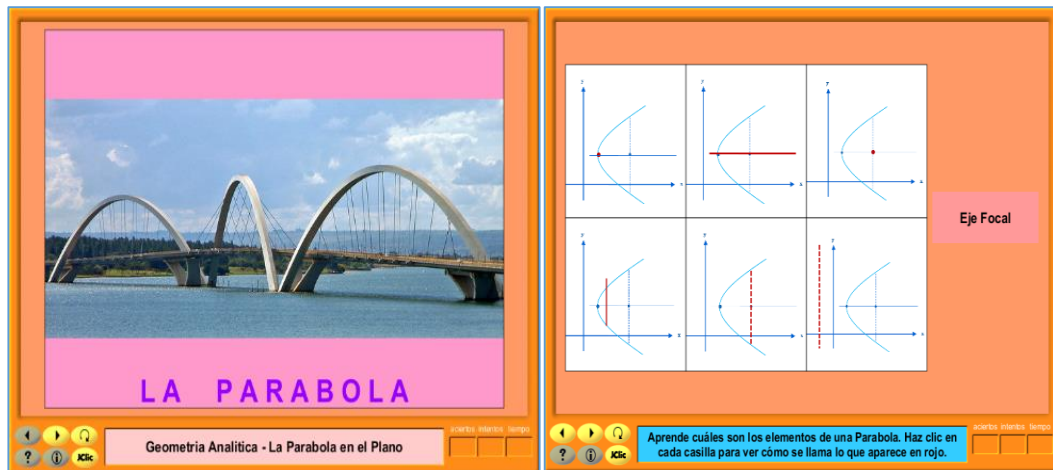 LA PARABOLA
aciertos intentos tiempo
? i JClic
Geometria Analitica - La Parabola en el Plano
y
x
y
x
y
x
Eje Focal
y
x
y
x
y
x
aciertos intentos tiempo
? i JClic
Aprende cuáles son los elementos de una Parabola. Haz clic en
cada casilla para ver cómo se llama lo que aparece en rojo.